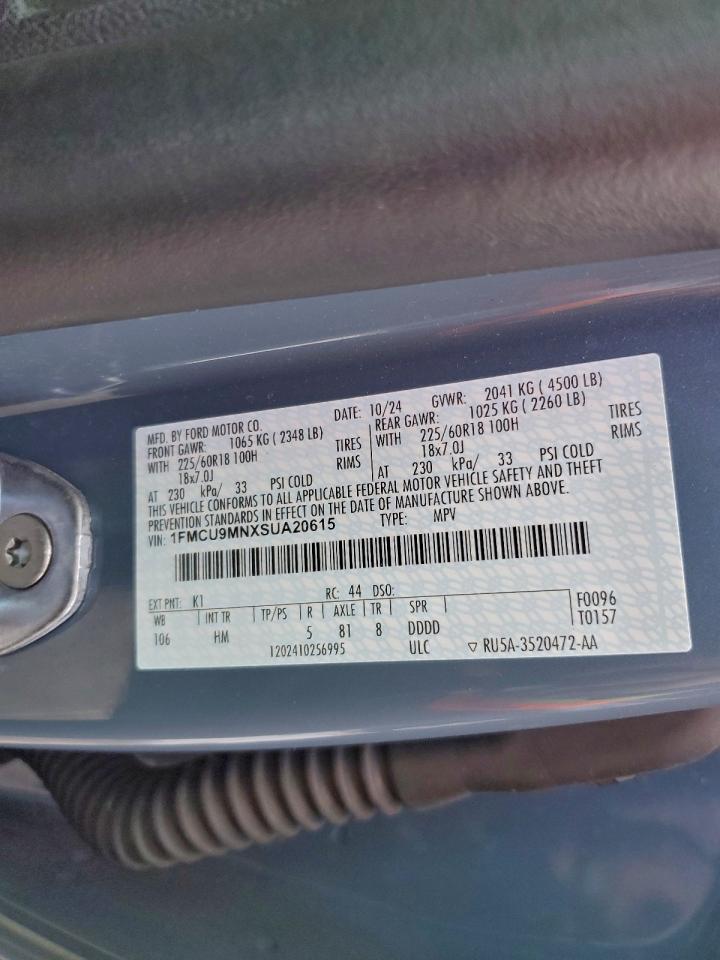 MFD. BY FORD MOTOR CO. DATE: 10/24 GVWR: 2041 KG ( 4500 LB)
FRONT GAWR: 1065 KG ( 2348 LB) REAR GAWR: 1025 KG ( 2260 LB)
WITH 225/60R18 100H TIRES WITH 225/60R18 100H TIRES
18x7.0J RIMS 18x7.0J RIMS
AT 230 kPa/ 33 PSI COLD AT 230 kPa/ 33 PSI COLD
THIS VEHICLE CONFORMS TO ALL APPLICABLE FEDERAL MOTOR VEHICLE SAFETY AND THEFT
PREVENTION STANDARDS IN EFFECT ON THE DATE OF MANUFACTURE SHOWN ABOVE.
VIN: 1FMCU9MNXSUA20615 TYPE: MPV
EXT PNT: K1 RC: 44 DSO: F0096
WB INT TR TP/PS R AXLE TR SPR T0157
106 HM 5 81 8 DDDD
1202410256995 ULC ▽ RU5A-3520472-AA